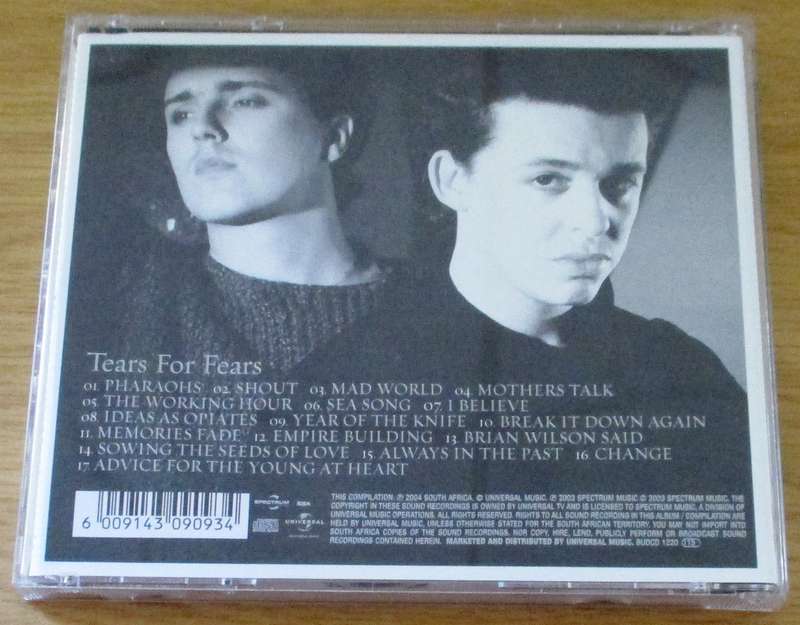 Tears For Fears
01. PHARAOHS 02. SHOUT 03. MAD WORLD 04. MOTHERS TALK
05 THE WORKING HOUR 06. SEA SONG 07. I BELIEVE
08. IDEAS AS OPIATES 09. YEAR OF THE KNIFE 10. BREAK IT DOWN AGAIN
11. MEMORIES FADE 12. EMPIRE BUILDING 13. BRIAN WILSON SAID
14. SOWING THE SEEDS OF LOVE 15. ALWAYS IN THE PAST 16. CHANGE
17 ADVICE FOR THE YOUNG AT HEART
THIS COMPILATION. ℗ 2004 SOUTH AFRICA. © UNIVERSAL MUSIC. ℗ 2003 SPECTRUM MUSIC © 2003 SPECTRUM MUSIC. THE
COPYRIGHT IN THESE SOUND RECORDINGS IS OWNED BY UNIVERSAL TV AND IS LICENSED TO SPECTRUM MUSIC, A DIVISION OF
UNIVERSAL MUSIC OPERATIONS. ALL RIGHTS RESERVED. RIGHTS TO ALL SOUND RECORDING IN THIS ALBUM / COMPILATION ARE
HELD BY UNIVERSAL MUSIC, UNLESS OTHERWISE STATED FOR THE SOUTH AFRICAN TERRITORY. YOU MAY NOT IMPORT INTO
SOUTH AFRICA COPIES OF THE SOUND RECORDINGS, NOR COPY, HIRE, LEND, PUBLICLY PERFORM OR BROADCAST SOUND
RECORDINGS CONTAINED HEREIN. MARKETED AND DISTRIBUTED BY UNIVERSAL MUSIC. BUDCD 1220 (115)
SPECTRUM
UNIVERSAL
6 009143 090934